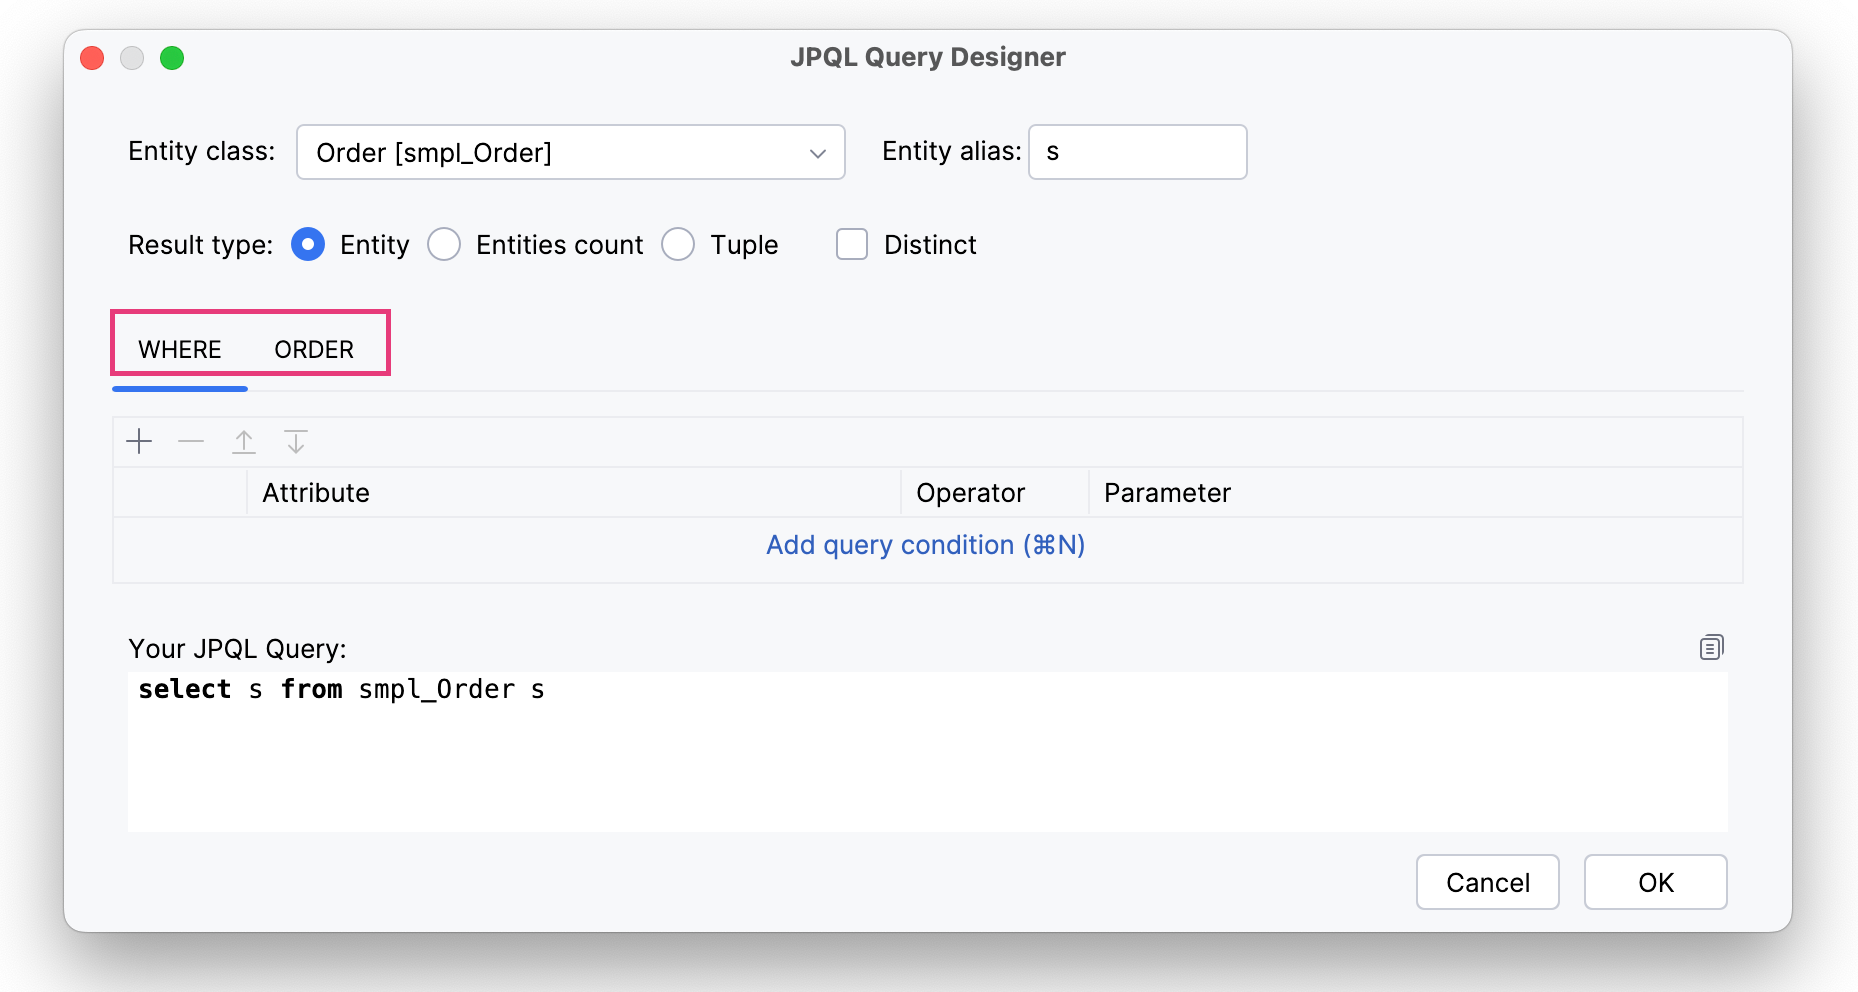 JPQL Query Designer
Entity class: Order [smpl_Order] Entity alias: s
Result type: Entity Entities count Tuple Distinct
WHERE ORDER
Attribute Operator Parameter
Add query condition (⌘N)
Your JPQL Query:
select s from smpl_Order s
Cancel OK